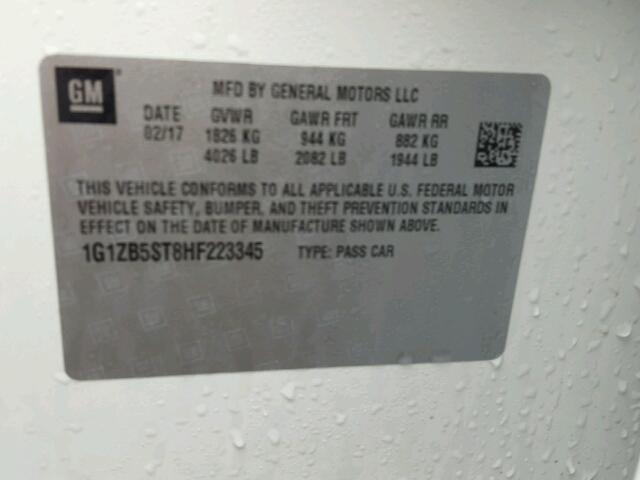 GM ® MFD BY GENERAL MOTORS LLC
DATE GVWR GAWR FRT GAWR RR
02/17 1826 KG 944 KG 882 KG
4026 LB 2082 LB 1944 LB
THIS VEHICLE CONFORMS TO ALL APPLICABLE U.S. FEDERAL MOTOR
VEHICLE SAFETY, BUMPER, AND THEFT PREVENTION STANDARDS IN
EFFECT ON THE DATE OF MANUFACTURE SHOWN ABOVE.
1G1ZB5ST8HF223345 TYPE: PASS CAR